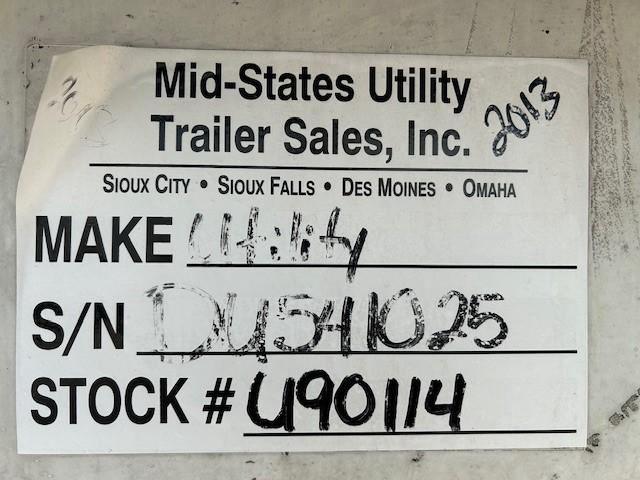 Mid-States Utility
Trailer Sales, Inc.
2013
SIOUX CITY • SIOUX FALLS • DES MOINES • OMAHA
MAKE Utility
S/N DU541025
STOCK # U90114